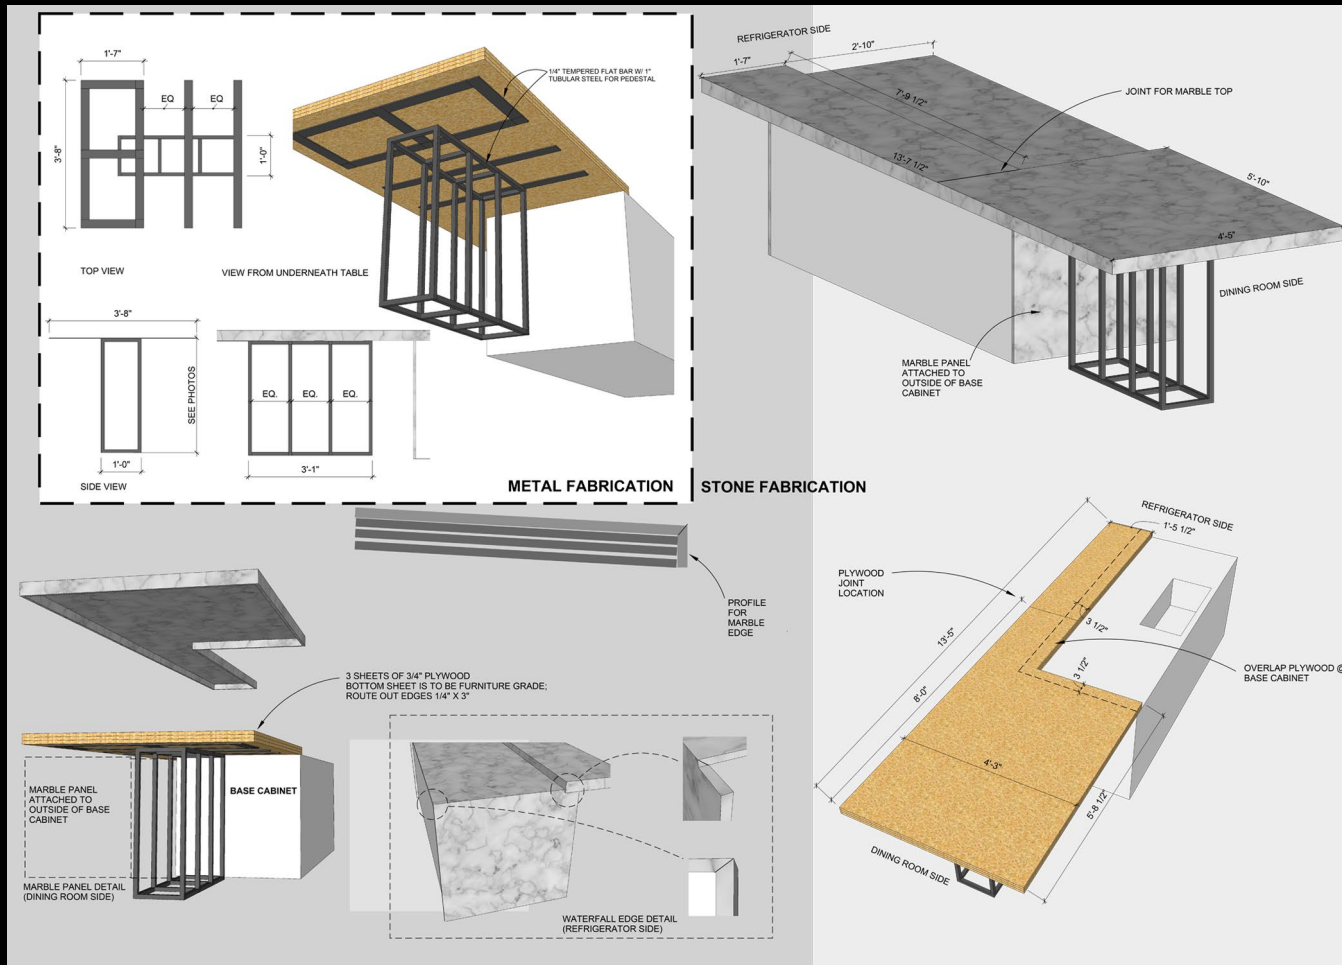 1'-7"
EQ
EQ
3'-8"
1'-0"
TOP VIEW
1/4" TEMPERED FLAT BAR W/ 1"
TUBULAR STEEL FOR PEDESTAL
VIEW FROM UNDERNEATH TABLE
3'-8"
SEE PHOTOS
1'-0"
SIDE VIEW
EQ.
EQ.
EQ.
3'-1"
METAL FABRICATION
STONE FABRICATION
REFRIGERATOR SIDE
2'-10"
1'-7"
7'-9 1/2"
JOINT FOR MARBLE TOP
13'-7 1/2"
5'-10"
4'-5"
DINING ROOM SIDE
MARBLE PANEL
ATTACHED TO
OUTSIDE OF BASE
CABINET
PROFILE
FOR
MARBLE
EDGE
3 SHEETS OF 3/4" PLYWOOD
BOTTOM SHEET IS TO BE FURNITURE GRADE;
ROUTE OUT EDGES 1/4" X 3"
MARBLE PANEL
ATTACHED TO
OUTSIDE OF BASE
CABINET
BASE CABINET
MARBLE PANEL DETAIL
(DINING ROOM SIDE)
WATERFALL EDGE DETAIL
(REFRIGERATOR SIDE)
REFRIGERATOR SIDE
1'-5 1/2"
PLYWOOD
JOINT
LOCATION
3 1/2"
13'-5"
3 1/2"
OVERLAP PLYWOOD @
BASE CABINET
8'-0"
4'-3"
5'-8 1/2"
DINING ROOM SIDE